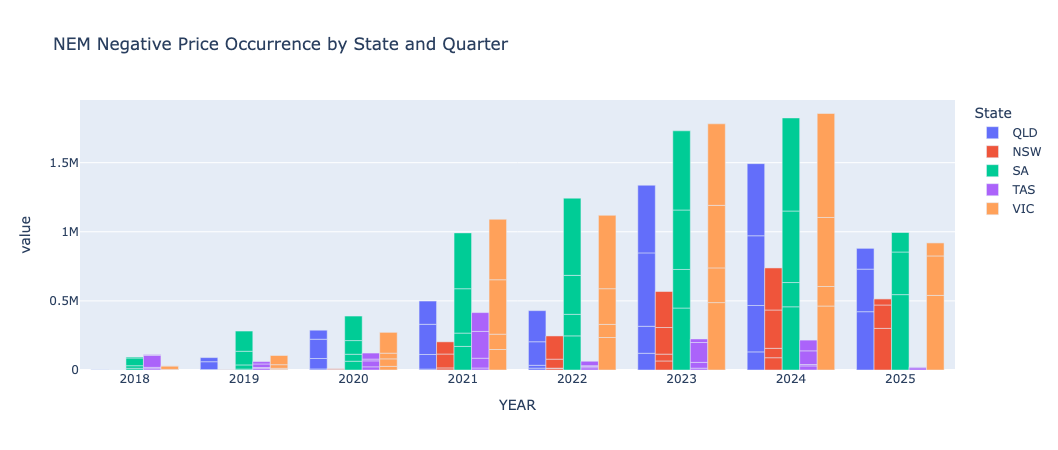 NEM Negative Price Occurrence by State and Quarter
State
QLD
NSW
SA
TAS
VIC
1.5M
1M
0.5M
0
value
2018 2019 2020 2021 2022 2023 2024 2025
YEAR